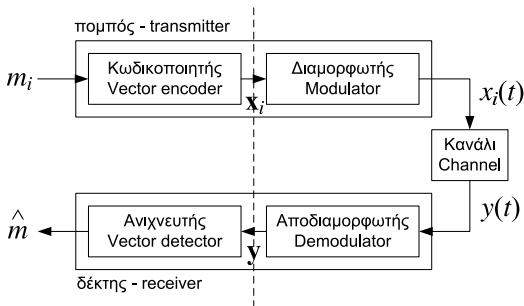 πομπός - transmitter
m_i
Κωδικοποιητής
Vector encoder
x_i
Διαμορφωτής
Modulator
x_i(t)
Κανάλι
Channel
y(t)
Αποδιαμορφωτής
Demodulator
y
Ανιχνευτής
Vector detector
m̂
δέκτης - receiver